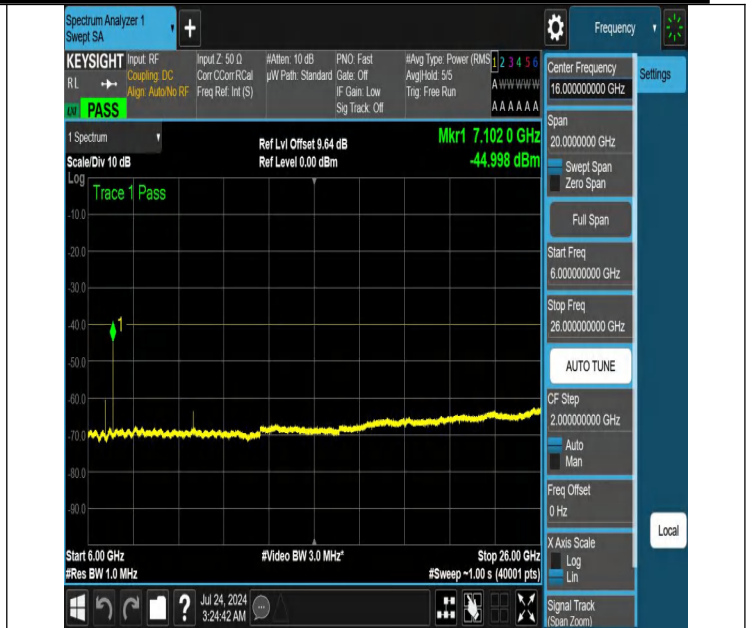 Spectrum Analyzer 1
Swept SA
+
Frequency
KEYSIGHT
RL
PASS
Input: RF
Coupling: DC
Align: Auto/No RF
Input Z: 50 Ω
Corr CCorr RCal
Freq Ref: Int (S)
#Atten: 10 dB
µW Path: Standard
PNO: Fast
Gate: Off
IF Gain: Low
Sig Track: Off
#Avg Type: Power (RMS
Avg|Hold: 5/5
Trig: Free Run
1 2 3 4 5 6
A W W W W W
A A A A A A
1 Spectrum
Scale/Div 10 dB
Ref Lvl Offset 9.64 dB
Ref Level 0.00 dBm
Mkr1 7.102 0 GHz
-44.998 dBm
Log
Trace 1 Pass
-10.0
-20.0
-30.0
-40.0
-50.0
-60.0
-70.0
-80.0
-90.0
1
Start 6.00 GHz
#Res BW 1.0 MHz
#Video BW 3.0 MHz*
Stop 26.00 GHz
#Sweep ~1.00 s (40001 pts)
Jul 24, 2024
3:24:42 AM
?
Center Frequency
16.000000000 GHz
Settings
Span
20.0000000 GHz
Swept Span
Zero Span
Full Span
Start Freq
6.000000000 GHz
Stop Freq
26.000000000 GHz
AUTO TUNE
CF Step
2.000000000 GHz
Auto
Man
Freq Offset
0 Hz
X Axis Scale
Log
Lin
Local
Signal Track
(Span Zoom)